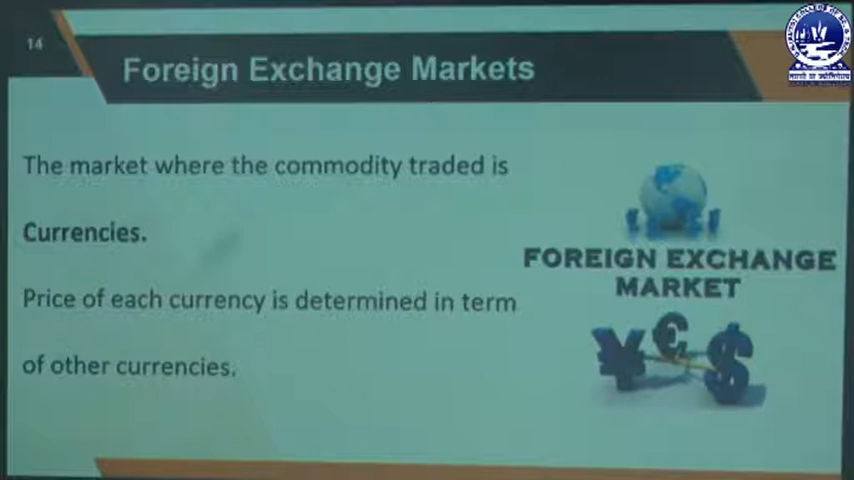 14
Foreign Exchange Markets
The market where the commodity traded is
Currencies.
Price of each currency is determined in term
of other currencies.
FOREIGN EXCHANGE
MARKET
¥ € $